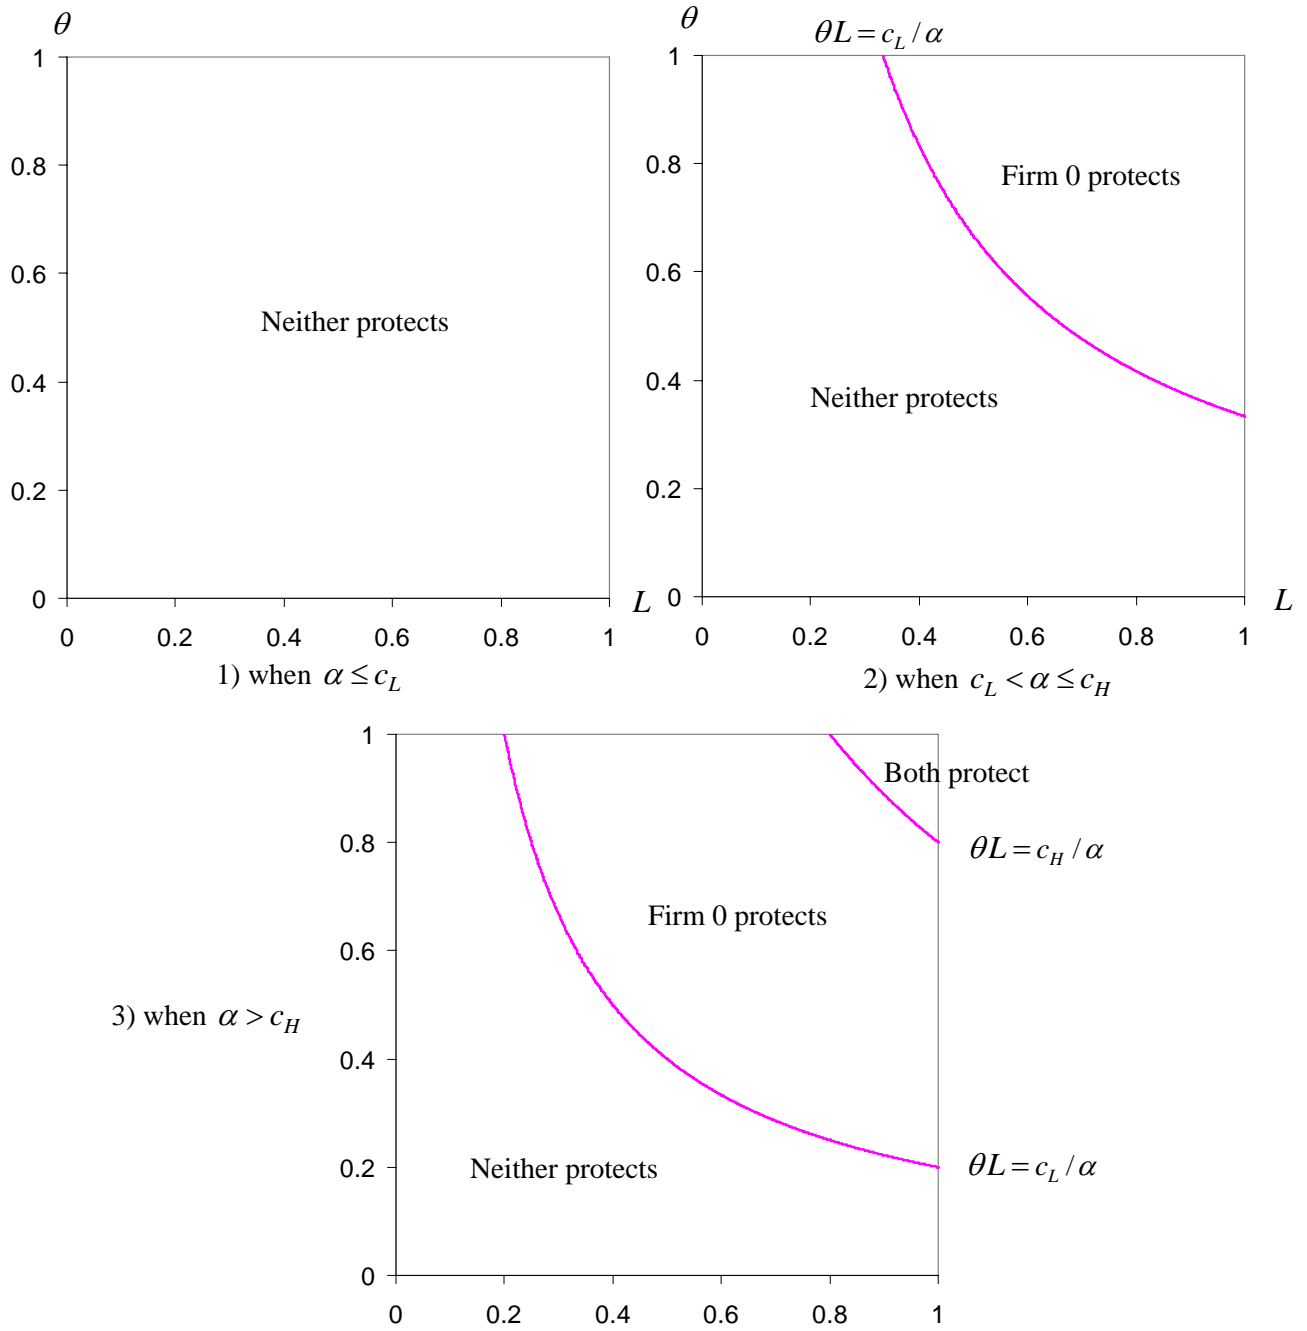 θ
1
0.8
0.6
0.4
0.2
0
Neither protects
0 0.2 0.4 0.6 0.8 1
L
1) when α ≤ c_L
θ
θL = c_L / α
1
0.8
0.6
0.4
0.2
0
Firm 0 protects
Neither protects
0 0.2 0.4 0.6 0.8 1
L
2) when c_L < α ≤ c_H
3) when α > c_H
1
0.8
0.6
0.4
0.2
0
Both protect
θL = c_H / α
Firm 0 protects
Neither protects
θL = c_L / α
0 0.2 0.4 0.6 0.8 1